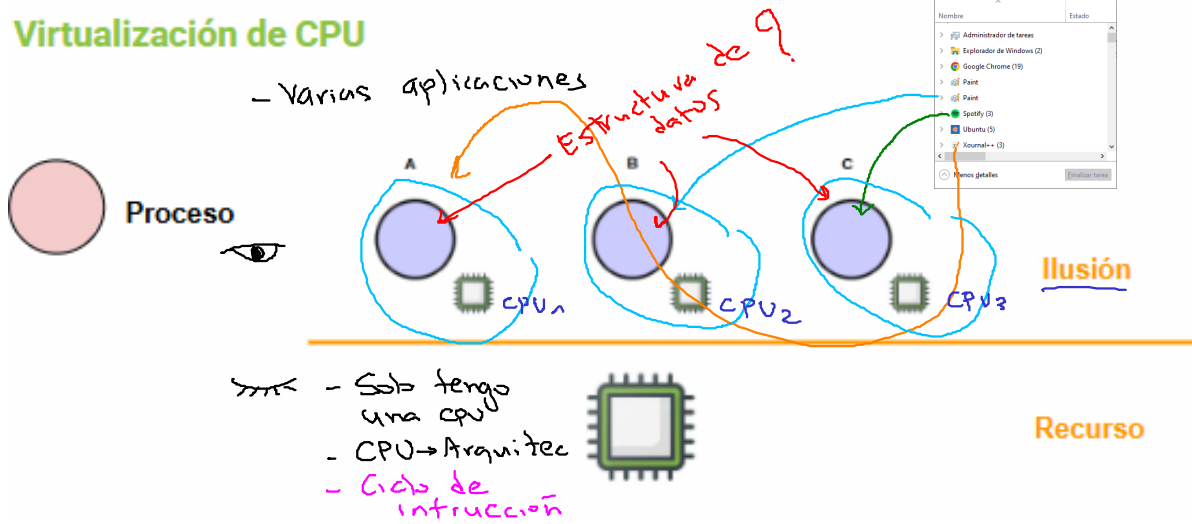 Virtualización de CPU
- Varias aplicaciones
Estructura de
datos
?
Nombre
Estado
Administrador de tareas
Explorador de Windows (2)
Google Chrome (19)
Paint
Paint
Spotify (3)
Ubuntu (5)
Xournal++ (3)
Menos detalles
Finalizar tarea
A
B
C
Proceso
CPU1
CPU2
CPU3
Ilusión
- Solo tengo
una cpu
- CPU→Arquitec
- Ciclo de
intrucción
Recurso